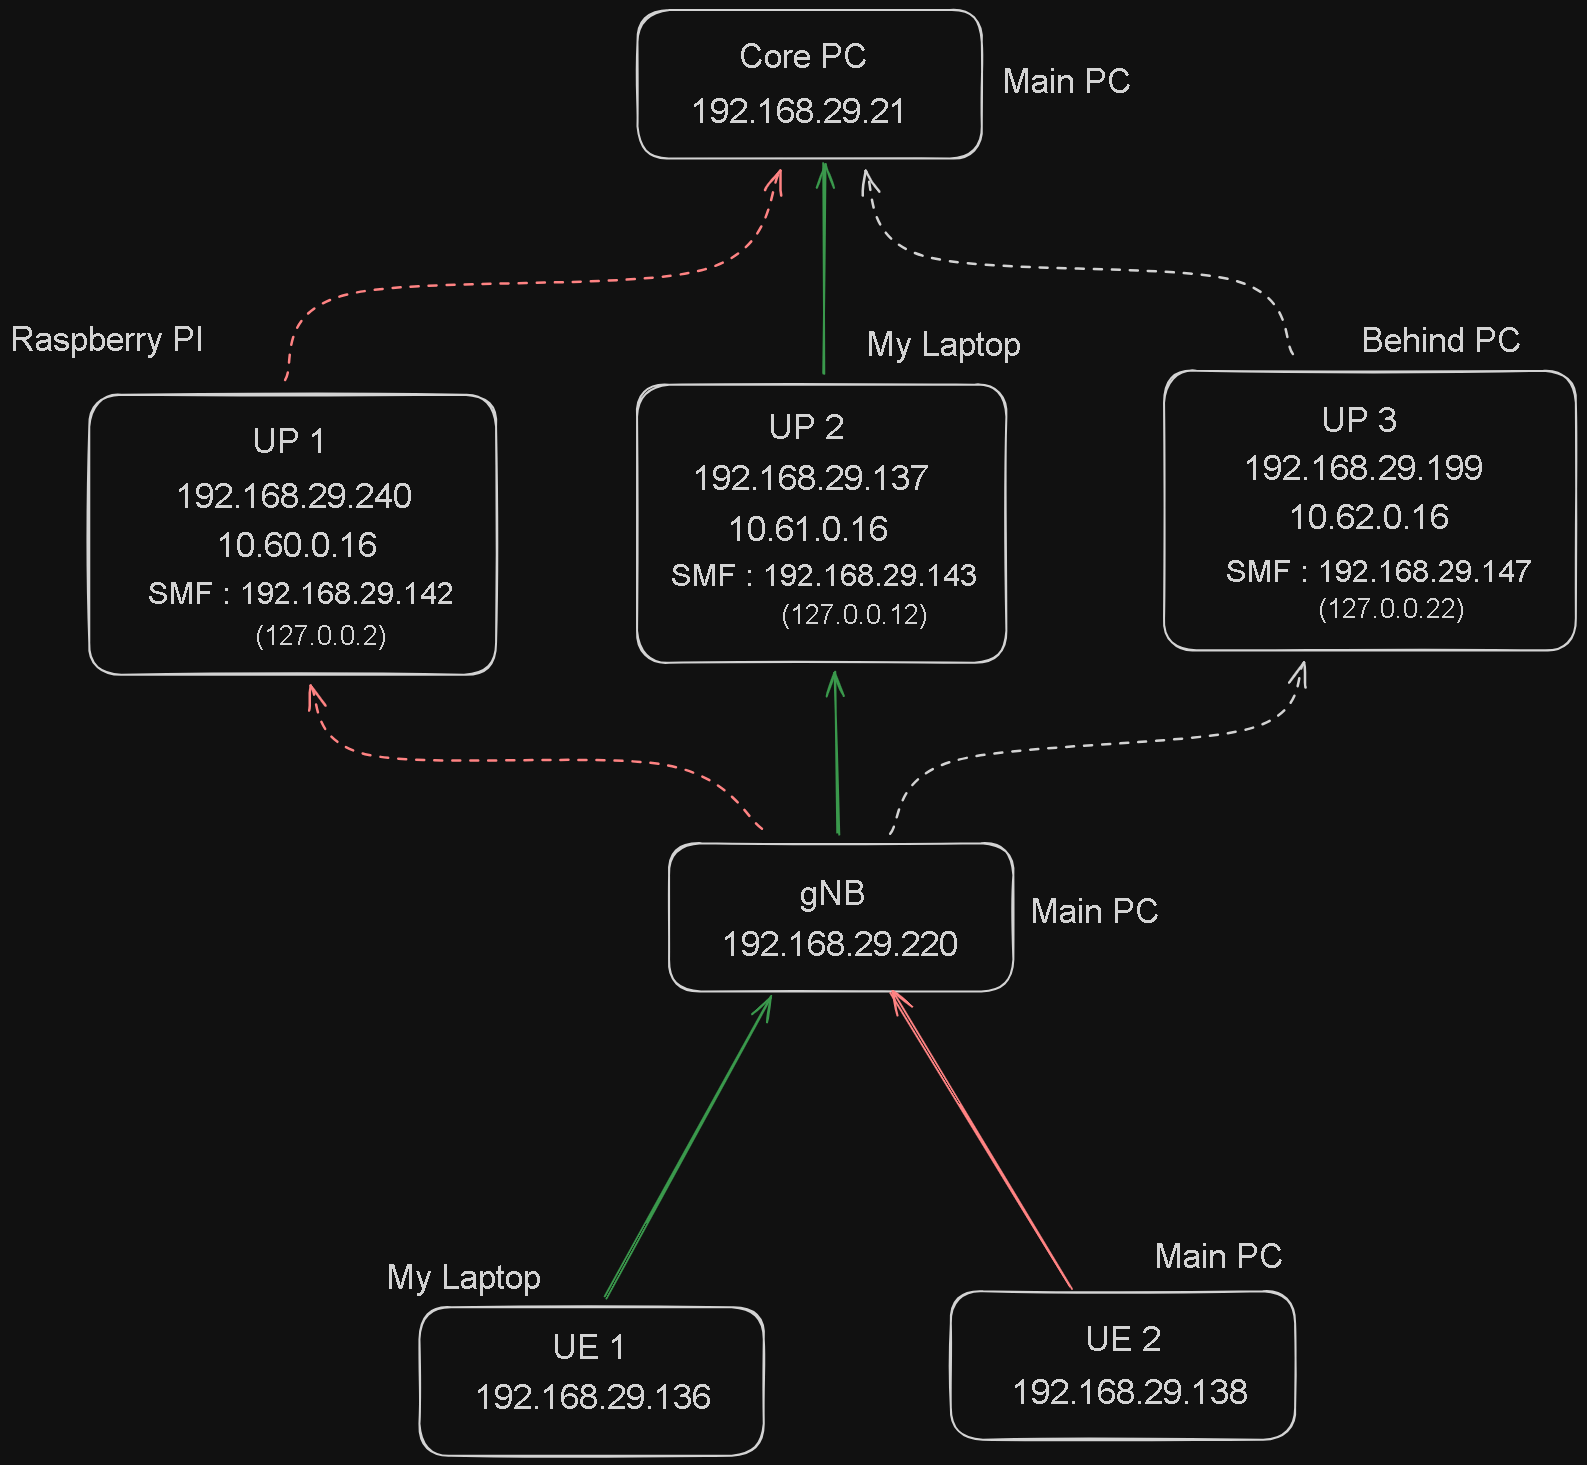 Core PC
192.168.29.21
Main PC
Raspberry PI
My Laptop
Behind PC
UP 1
192.168.29.240
10.60.0.16
SMF : 192.168.29.142
(127.0.0.2)
UP 2
192.168.29.137
10.61.0.16
SMF : 192.168.29.143
(127.0.0.12)
UP 3
192.168.29.199
10.62.0.16
SMF : 192.168.29.147
(127.0.0.22)
gNB
192.168.29.220
Main PC
My Laptop
Main PC
UE 1
192.168.29.136
UE 2
192.168.29.138